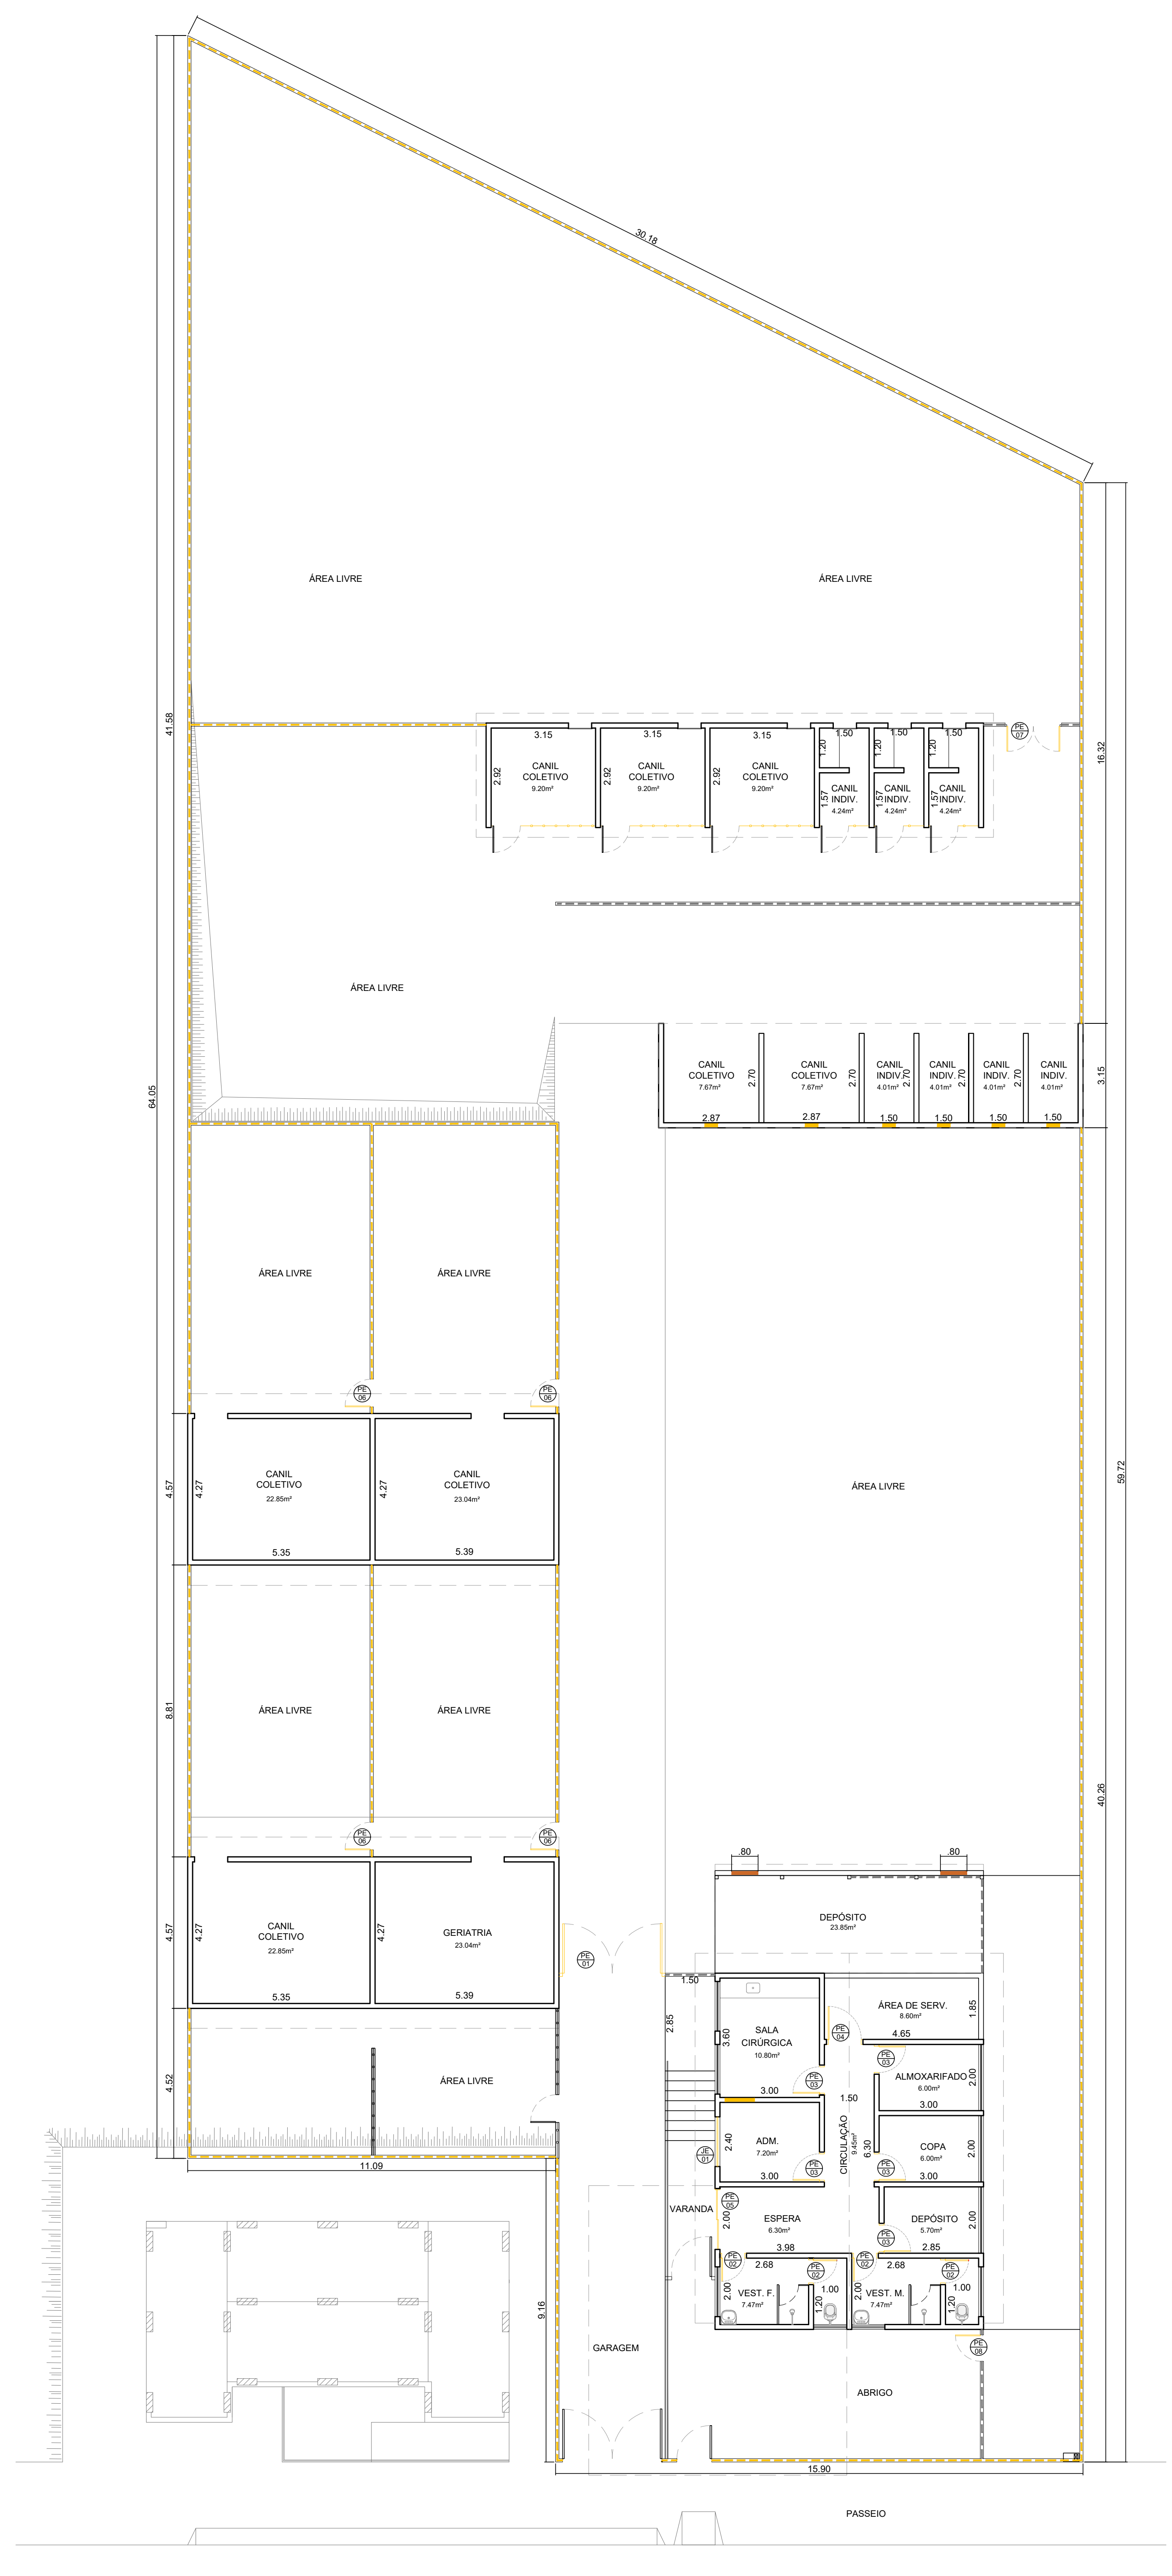 30.18
ÁREA LIVRE
ÁREA LIVRE
41.58
16.32
PE
07
3.15
3.15
3.15
1.50
1.50
1.50
1.20
1.20
1.20
2.92
2.92
2.92
CANIL
COLETIVO
9.20m²
CANIL
COLETIVO
9.20m²
CANIL
COLETIVO
9.20m²
1.57
1.57
1.57
CANIL
INDIV.
4.24m²
CANIL
INDIV.
4.24m²
CANIL
INDIV.
4.24m²
ÁREA LIVRE
64.05
CANIL
COLETIVO
7.67m²
2.70
CANIL
COLETIVO
7.67m²
2.70
CANIL
INDIV.
4.01m²
2.70
CANIL
INDIV.
4.01m²
2.70
CANIL
INDIV.
4.01m²
2.70
CANIL
INDIV.
4.01m²
3.15
2.87
2.87
1.50
1.50
1.50
1.50
ÁREA LIVRE
ÁREA LIVRE
PE
06
PE
06
59.72
4.57
4.27
CANIL
COLETIVO
22.85m²
4.27
CANIL
COLETIVO
23.04m²
ÁREA LIVRE
5.35
5.39
8.81
ÁREA LIVRE
ÁREA LIVRE
40.26
PE
06
PE
06
.80
.80
DEPÓSITO
23.85m²
4.57
4.27
CANIL
COLETIVO
22.85m²
4.27
GERIATRIA
23.04m²
5.35
5.39
PE
01
1.50
2.85
3.60
SALA
CIRÚRGICA
10.80m²
3.00
PE
04
ÁREA DE SERV.
8.60m²
4.65
1.85
PE
03
PE
03
ALMOXARIFADO
6.00m²
3.00
2.00
1.50
4.52
ÁREA LIVRE
11.09
JE
01
2.40
ADM.
7.20m²
3.00
PE
03
CIRCULAÇÃO
9.45m²
6.30
PE
03
COPA
6.00m²
3.00
2.00
VARANDA
PE
05
2.00
ESPERA
6.30m²
3.98
PE
03
DEPÓSITO
5.70m²
2.85
2.00
PE
02
2.68
PE
02
PE
02
2.68
PE
02
2.00
VEST. F.
7.47m²
1.00
1.20
2.00
VEST. M.
7.47m²
1.00
1.20
9.16
GARAGEM
PE
08
ABRIGO
15.90
PASSEIO